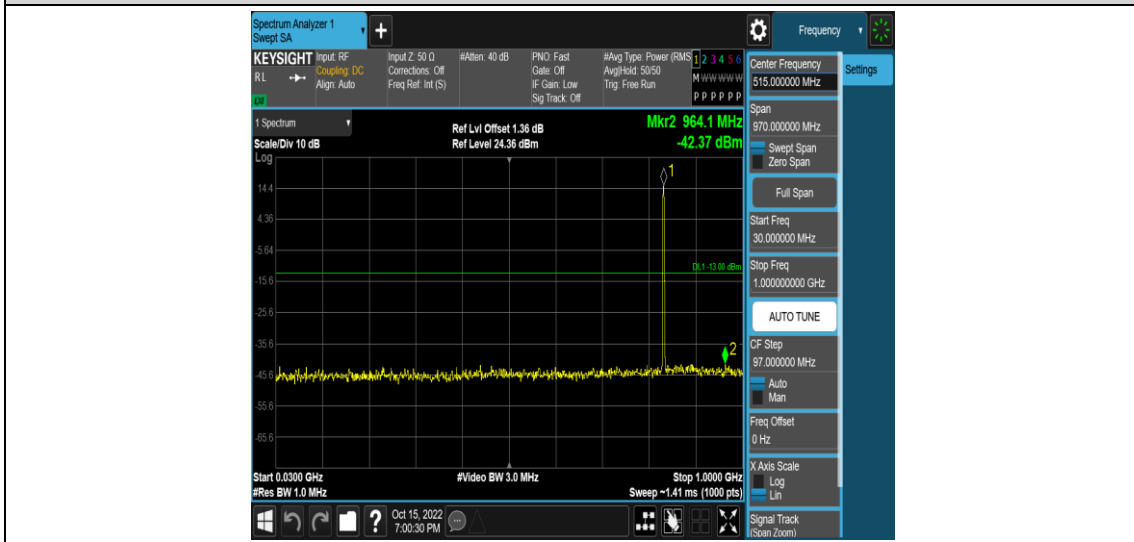 Spectrum Analyzer 1
Swept SA
+
Frequency
KEYSIGHT
RL
Input: RF
Coupling: DC
Align: Auto
Input Z: 50 Ω
Corrections: Off
Freq Ref: Int (S)
#Atten: 40 dB
PNO: Fast
Gate: Off
IF Gain: Low
Sig Track: Off
#Avg Type: Power (RMS
Avg|Hold: 50/50
Trig: Free Run
1 2 3 4 5 6
M W W W W W
P P P P P P
1 Spectrum
Scale/Div 10 dB
Ref Lvl Offset 1.36 dB
Ref Level 24.36 dBm
Mkr2 964.1 MHz
-42.37 dBm
Log
14.4
4.36
-5.64
-15.6
-25.6
-35.6
-45.6
-55.6
-65.6
1
DL1 -13.00 dBm
2
Start 0.0300 GHz
#Res BW 1.0 MHz
#Video BW 3.0 MHz
Stop 1.0000 GHz
Sweep ~1.41 ms (1000 pts)
?
Oct 15, 2022
7:00:30 PM
Center Frequency
515.000000 MHz
Settings
Span
970.000000 MHz
Swept Span
Zero Span
Full Span
Start Freq
30.000000 MHz
Stop Freq
1.000000000 GHz
AUTO TUNE
CF Step
97.000000 MHz
Auto
Man
Freq Offset
0 Hz
X Axis Scale
Log
Lin
Signal Track
(Span Zoom)